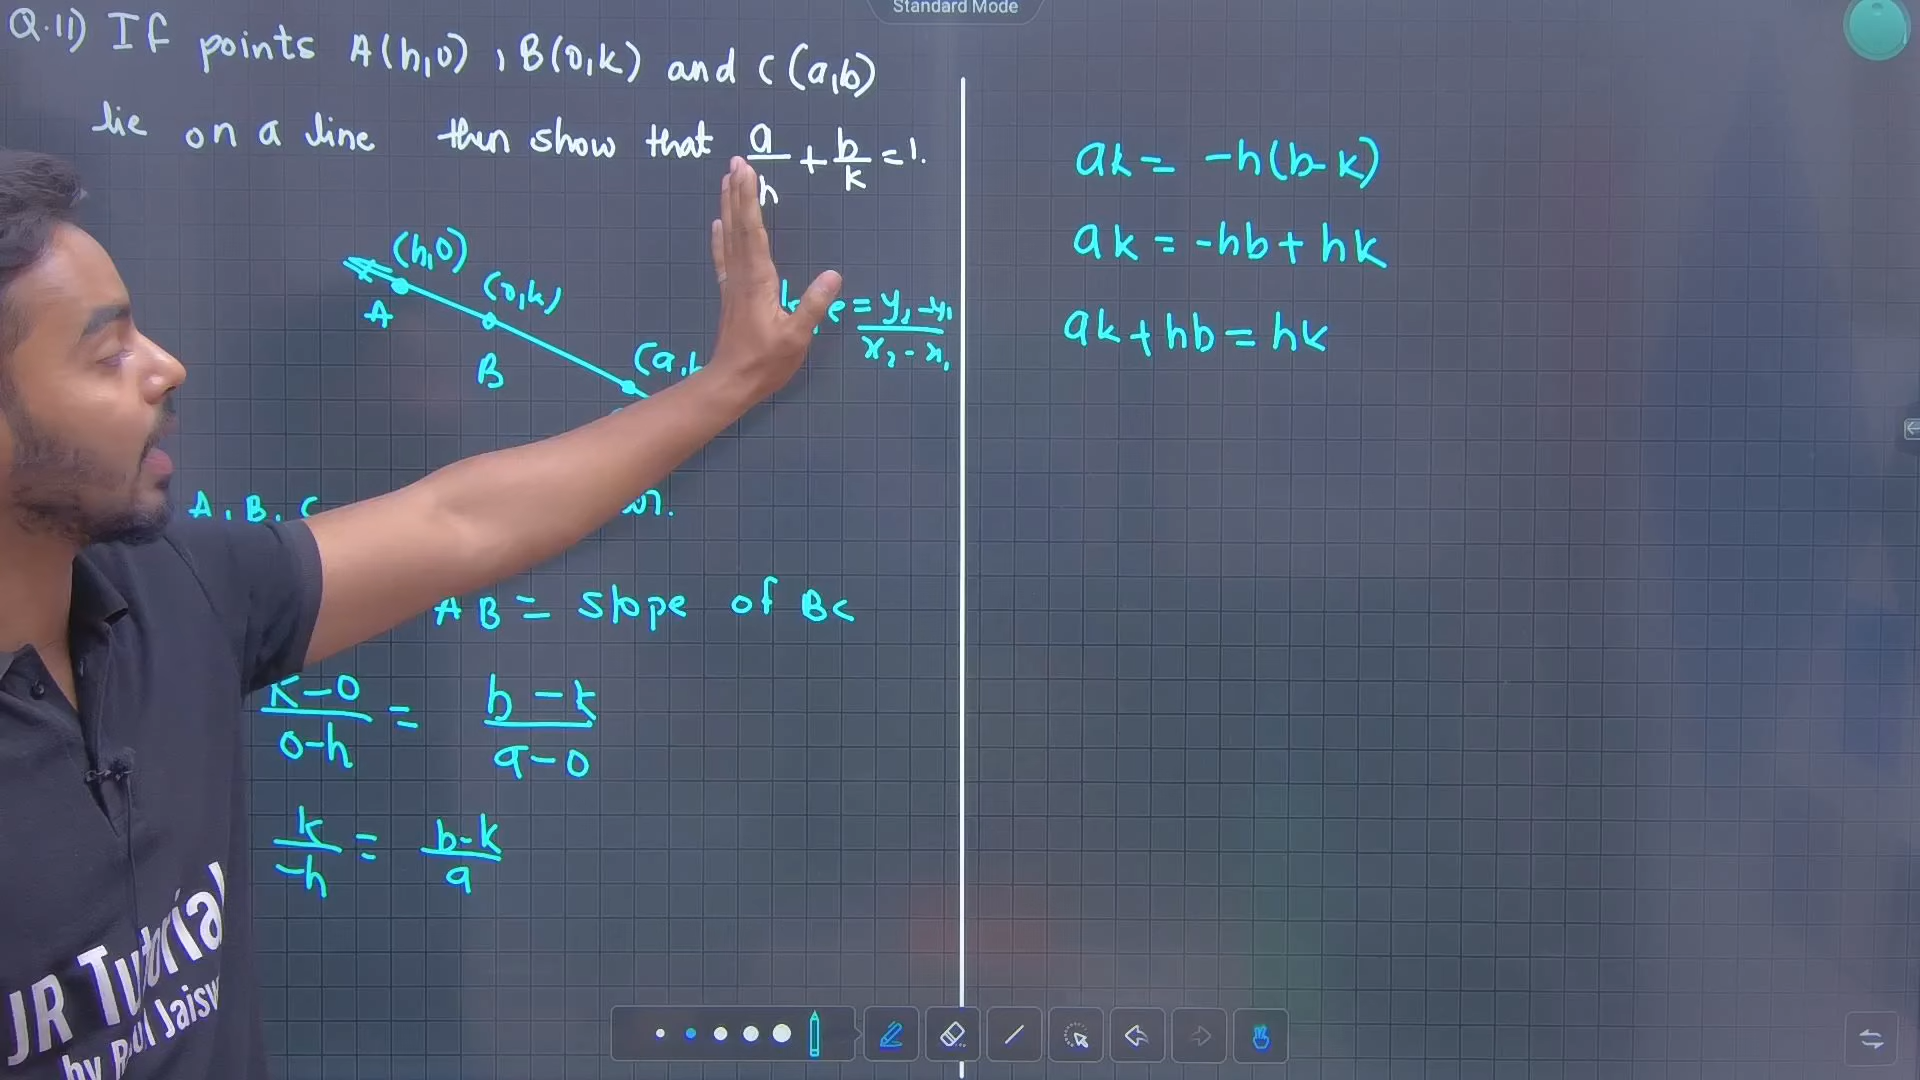 Standard Mode
Q.11) If points A(h,0), B(0,k) and C(a,b)
lie on a line then show that a/h + b/k = 1.
(h,0)
(0,k)
A
B
(a,
= y₂-y₁/x₂-x₁
A, B, C
AB = slope of BC
k-0/0-h = b-k/a-0
k/-h = b-k/a
ak = -h(b-k)
ak = -hb+hk
ak+hb = hk
JR Tutorial
by